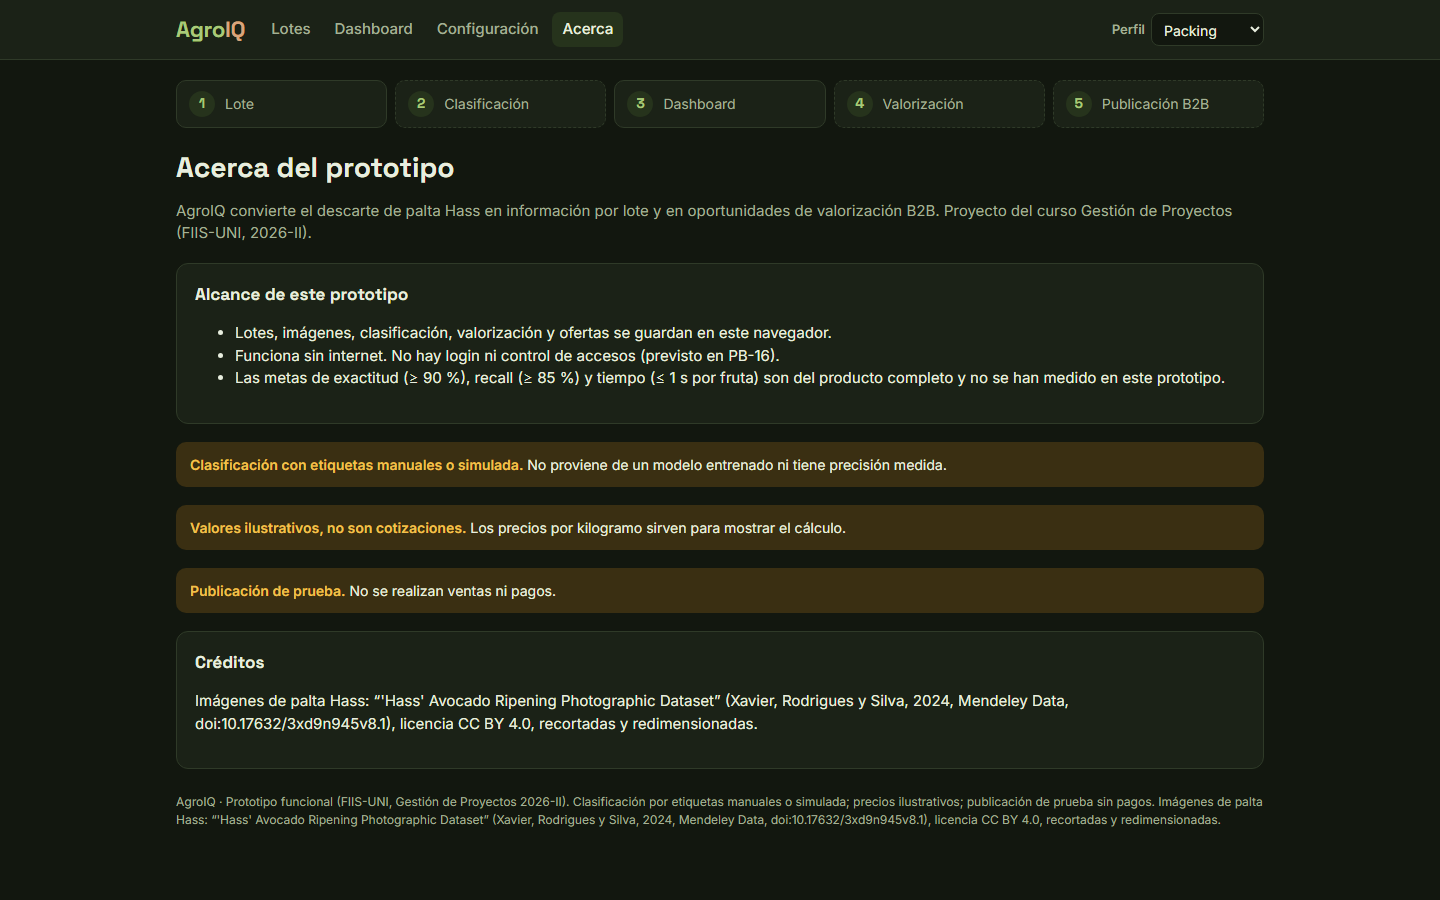 AgroIQ Lotes Dashboard Configuración Acerca Perfil Packing
1 Lote 2 Clasificación 3 Dashboard 4 Valorización 5 Publicación B2B
Acerca del prototipo
AgroIQ convierte el descarte de palta Hass en información por lote y en oportunidades de valorización B2B. Proyecto del curso Gestión de Proyectos
(FIIS-UNI, 2026-II).
Alcance de este prototipo
• Lotes, imágenes, clasificación, valorización y ofertas se guardan en este navegador.
• Funciona sin internet. No hay login ni control de accesos (previsto en PB-16).
• Las metas de exactitud (≥ 90 %), recall (≥ 85 %) y tiempo (≤ 1 s por fruta) son del producto completo y no se han medido en este prototipo.
Clasificación con etiquetas manuales o simulada. No proviene de un modelo entrenado ni tiene precisión medida.
Valores ilustrativos, no son cotizaciones. Los precios por kilogramo sirven para mostrar el cálculo.
Publicación de prueba. No se realizan ventas ni pagos.
Créditos
Imágenes de palta Hass: “'Hass' Avocado Ripening Photographic Dataset” (Xavier, Rodrigues y Silva, 2024, Mendeley Data,
doi:10.17632/3xd9n945v8.1), licencia CC BY 4.0, recortadas y redimensionadas.
AgroIQ · Prototipo funcional (FIIS-UNI, Gestión de Proyectos 2026-II). Clasificación por etiquetas manuales o simulada; precios ilustrativos; publicación de prueba sin pagos. Imágenes de palta
Hass: “'Hass' Avocado Ripening Photographic Dataset” (Xavier, Rodrigues y Silva, 2024, Mendeley Data, doi:10.17632/3xd9n945v8.1), licencia CC BY 4.0, recortadas y redimensionadas.